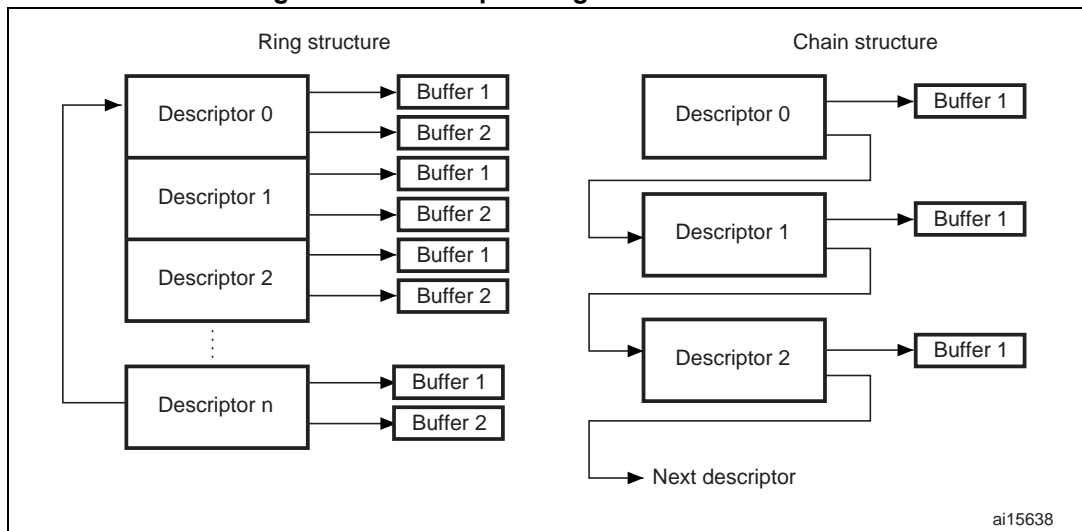 Ring structure
Descriptor 0
Buffer 1
Buffer 2
Descriptor 1
Buffer 1
Buffer 2
Descriptor 2
Buffer 1
Buffer 2
Descriptor n
Buffer 1
Buffer 2
Chain structure
Descriptor 0
Buffer 1
Descriptor 1
Buffer 1
Descriptor 2
Buffer 1
Next descriptor
ai15638